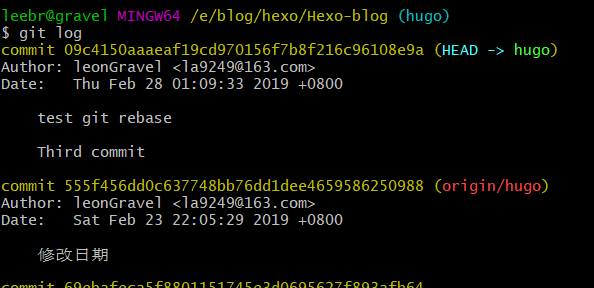 leebr@gravel MINGW64 /e/blog/hexo/Hexo-blog (hugo)
$ git log
commit 09c4150aaaeaf19cd970156f7b8f216c96108e9a (HEAD -> hugo)
Author: leonGravel <la9249@163.com>
Date:   Thu Feb 28 01:09:33 2019 +0800
test git rebase
Third commit
commit 555f456dd0c637748bb76dd1dee4659586250988 (origin/hugo)
Author: leonGravel <la9249@163.com>
Date:   Sat Feb 23 22:05:29 2019 +0800
修改日期
commit